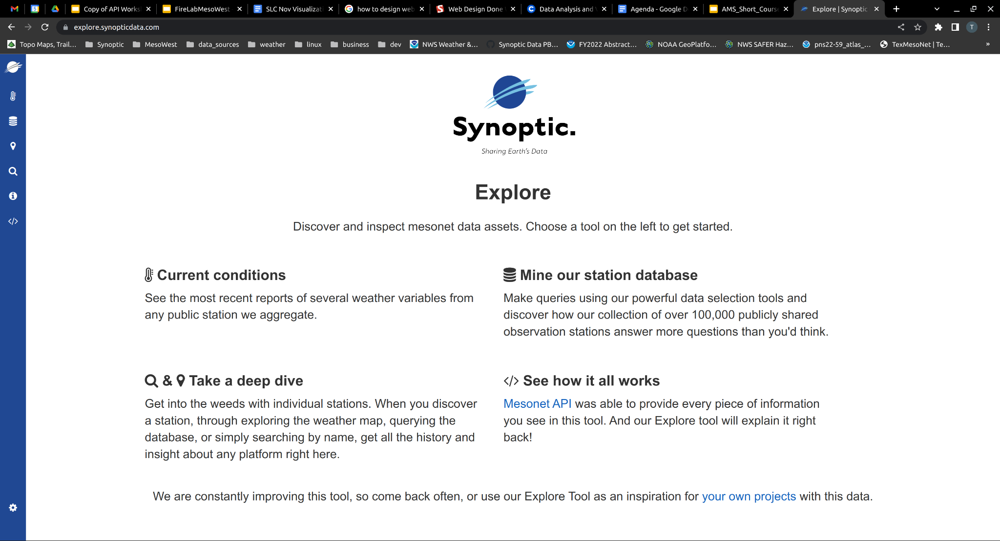 Copy of API Works
FireLabMesoWest
SLC Nov Visualizat
how to design web
Web Design Done
Data Analysis and
Agenda - Google D
AMS_Short_Course
Explore | Synoptic
explore.synopticdata.com
T
Topo Maps, Trail...
Synoptic
MesoWest
data_sources
weather
linux
business
dev
NWS Weather &...
Synoptic Data PB...
FY2022 Abstract...
NOAA GeoPlatfo...
NWS SAFER Haz...
pns22-59_atlas_...
TexMesoNet | Te...
»
Synoptic.
Sharing Earth's Data
Explore
Discover and inspect mesonet data assets. Choose a tool on the left to get started.
Current conditions
See the most recent reports of several weather variables from
any public station we aggregate.
Mine our station database
Make queries using our powerful data selection tools and
discover how our collection of over 100,000 publicly shared
observation stations answer more questions than you'd think.
& Take a deep dive
Get into the weeds with individual stations. When you discover
a station, through exploring the weather map, querying the
database, or simply searching by name, get all the history and
insight about any platform right here.
</> See how it all works
Mesonet API was able to provide every piece of information
you see in this tool. And our Explore tool will explain it right
back!
We are constantly improving this tool, so come back often, or use our Explore Tool as an inspiration for your own projects with this data.